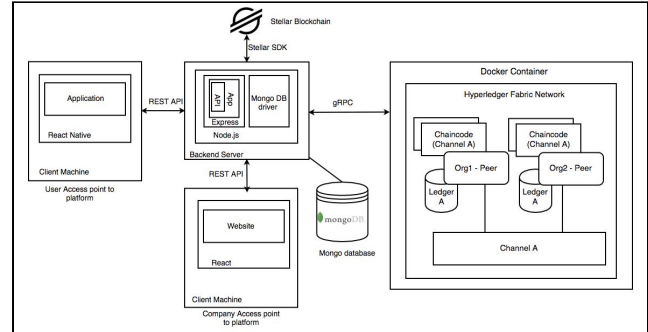 Stellar Blockchain
Stellar SDK
Application
React Native
Client Machine
User Access point to
platform
REST API
API
App
Express
Mongo DB
driver
Node.js
Backend Server
gRPC
REST API
Website
React
Client Machine
Company Access point
to platform
mongoDB
Mongo database
Docker Container
Hyperledger Fabric Network
Chaincode
(Channel A)
Org1 - Peer
Ledger
A
Chaincode
(Channel A)
Org2 - Peer
Ledger
A
Channel A